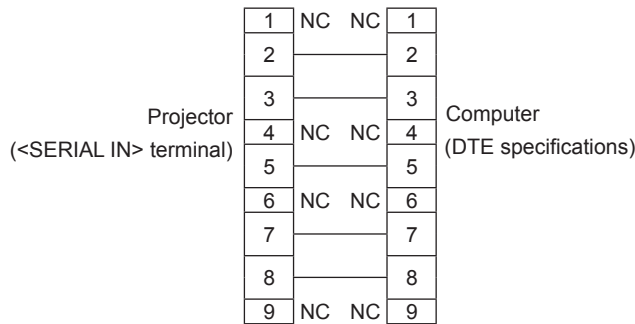 1 NC NC 1
2 2
3 3
Projector
(<SERIAL IN> terminal)
Computer
(DTE specifications)
4 NC NC 4
5 5
6 NC NC 6
7 7
8 8
9 NC NC 9